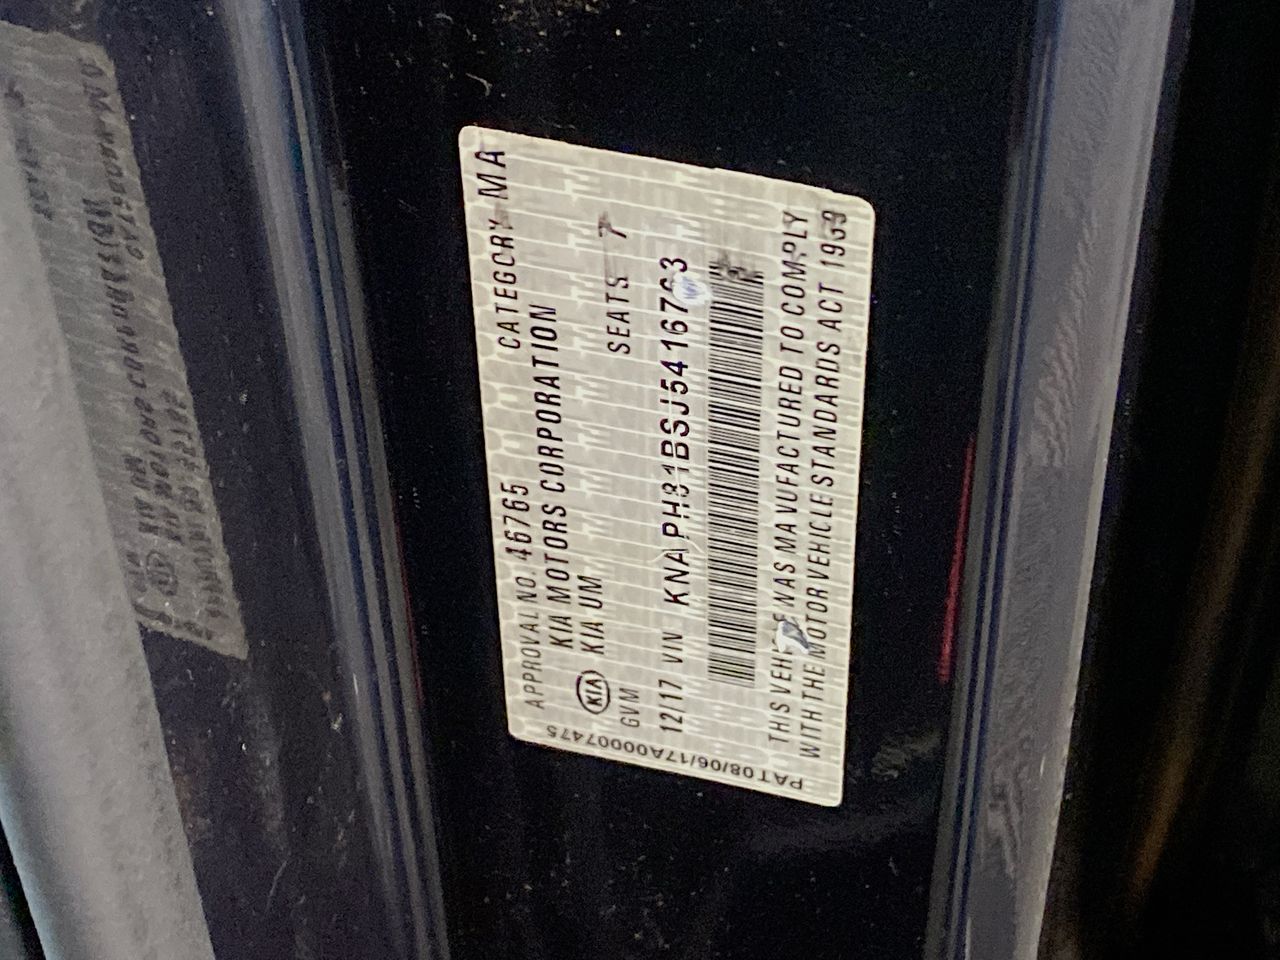 APPROVAL NO. 46765 CATEGORY MA
KIA MOTORS CORPORATION
KIA KIA UM
GVM SEATS 7
12/17 VIN KNAPH81BSJ5416763
THIS VEHICLE WAS MANUFACTURED TO COMPLY
WITH THE MOTOR VEHICLE STANDARDS ACT 1989
PAT08/06/17A00007475